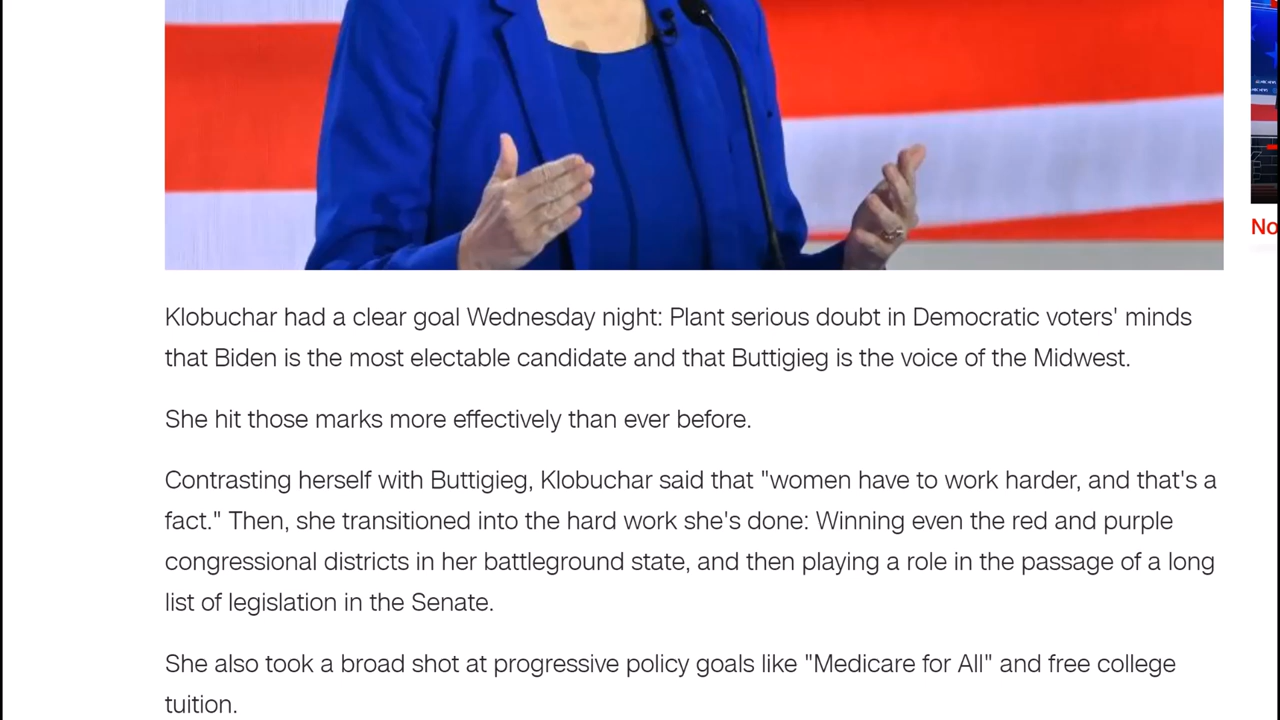 No
Klobuchar had a clear goal Wednesday night: Plant serious doubt in Democratic voters' minds
that Biden is the most electable candidate and that Buttigieg is the voice of the Midwest.
She hit those marks more effectively than ever before.
Contrasting herself with Buttigieg, Klobuchar said that "women have to work harder, and that's a
fact." Then, she transitioned into the hard work she's done: Winning even the red and purple
congressional districts in her battleground state, and then playing a role in the passage of a long
list of legislation in the Senate.
She also took a broad shot at progressive policy goals like "Medicare for All" and free college
tuition.